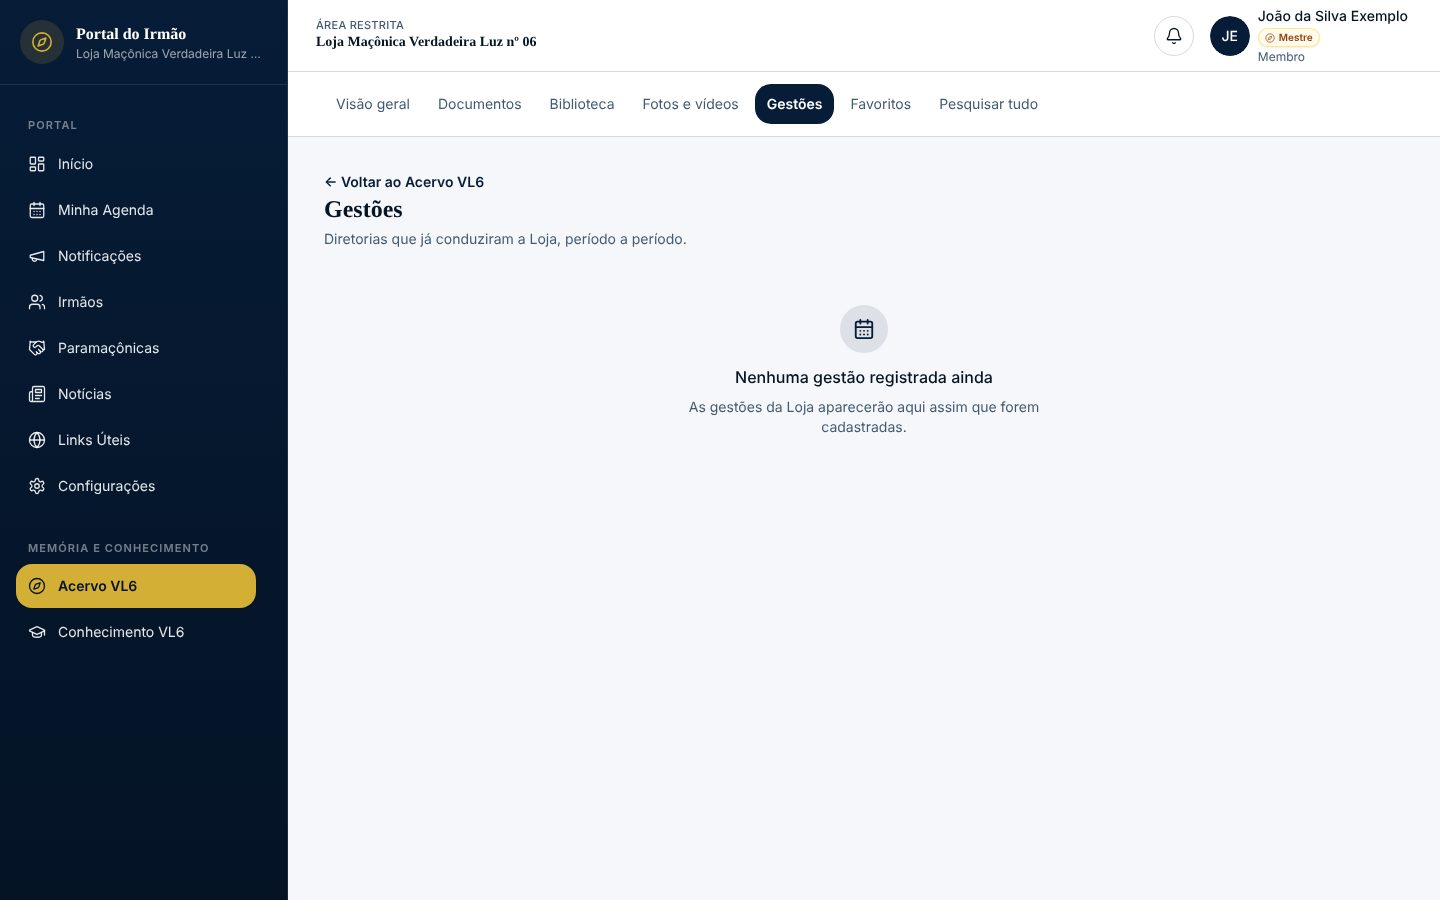 Portal do Irmão
Loja Maçônica Verdadeira Luz ...
PORTAL
Início
Minha Agenda
Notificações
Irmãos
Paramaçônicas
Notícias
Links Úteis
Configurações
MEMÓRIA E CONHECIMENTO
Acervo VL6
Conhecimento VL6
ÁREA RESTRITA
Loja Maçônica Verdadeira Luz nº 06
JE
João da Silva Exemplo
Mestre
Membro
Visão geral Documentos Biblioteca Fotos e vídeos Gestões Favoritos Pesquisar tudo
← Voltar ao Acervo VL6
Gestões
Diretorias que já conduziram a Loja, período a período.
Nenhuma gestão registrada ainda
As gestões da Loja aparecerão aqui assim que forem
cadastradas.